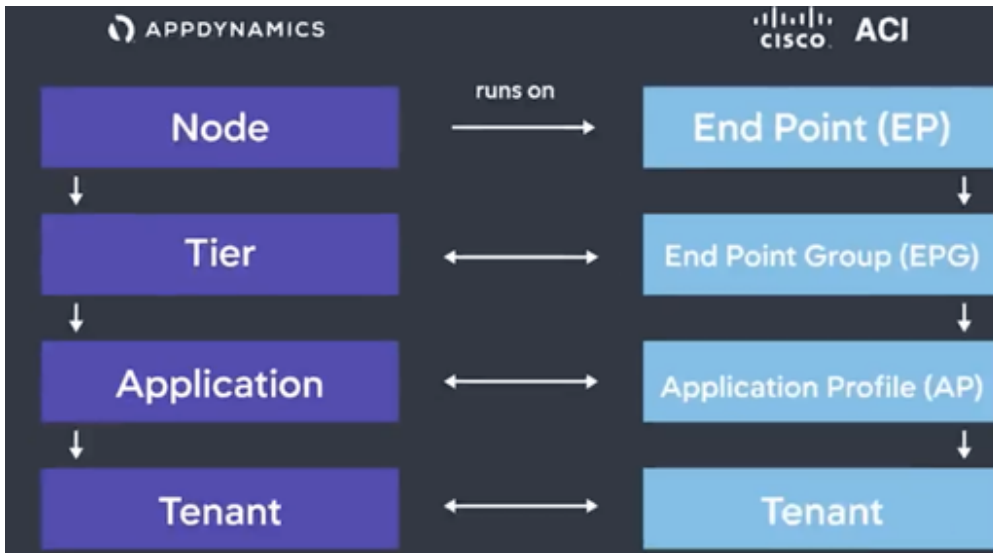 APPDYNAMICS
CISCO ACI
Node
runs on
End Point (EP)
Tier
End Point Group (EPG)
Application
Application Profile (AP)
Tenant
Tenant